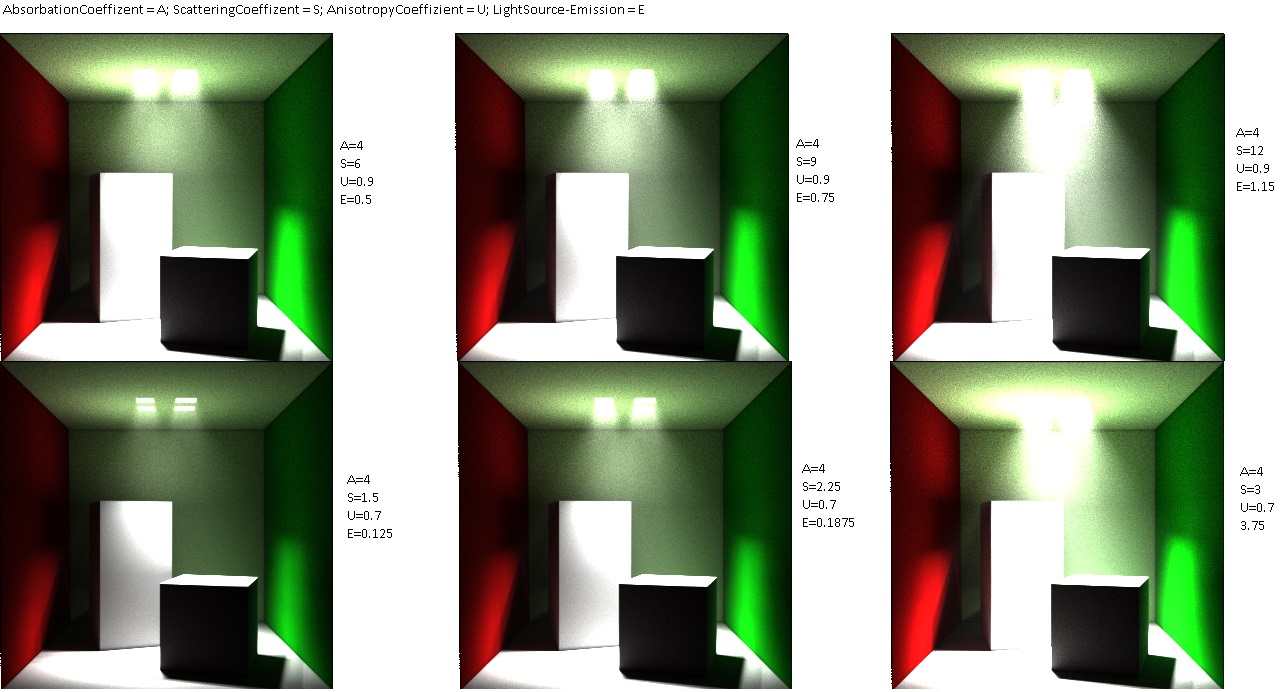 AbsorbationCoeffizent = A; ScatteringCoeffizent = S; AnisotropyCoeffizient = U; LightSource-Emission = E
A=4
S=6
U=0.9
E=0.5
A=4
S=9
U=0.9
E=0.75
A=4
S=12
U=0.9
E=1.15
A=4
S=1.5
U=0.7
E=0.125
A=4
S=2.25
U=0.7
E=0.1875
A=4
S=3
U=0.7
3.75